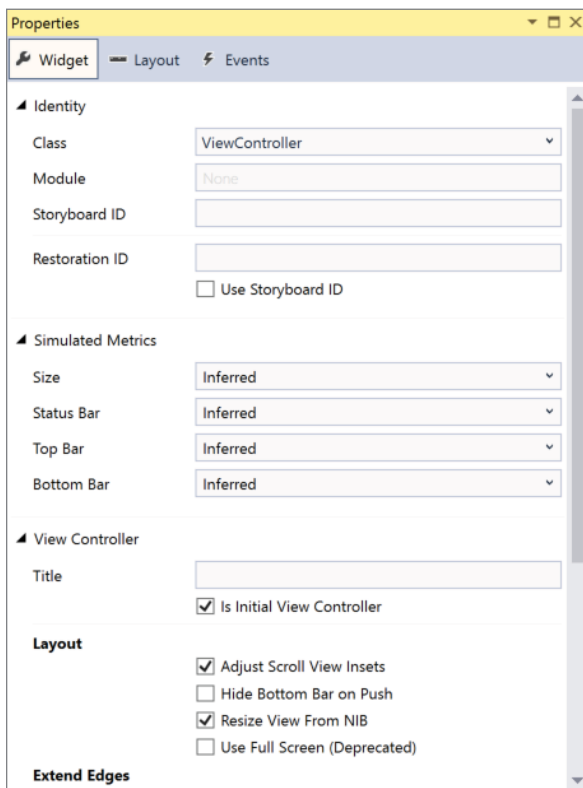 Properties
Widget Layout Events
Identity
Class ViewController
Module None
Storyboard ID
Restoration ID
Use Storyboard ID
Simulated Metrics
Size Inferred
Status Bar Inferred
Top Bar Inferred
Bottom Bar Inferred
View Controller
Title
Is Initial View Controller
Layout
Adjust Scroll View Insets
Hide Bottom Bar on Push
Resize View From NIB
Use Full Screen (Deprecated)
Extend Edges